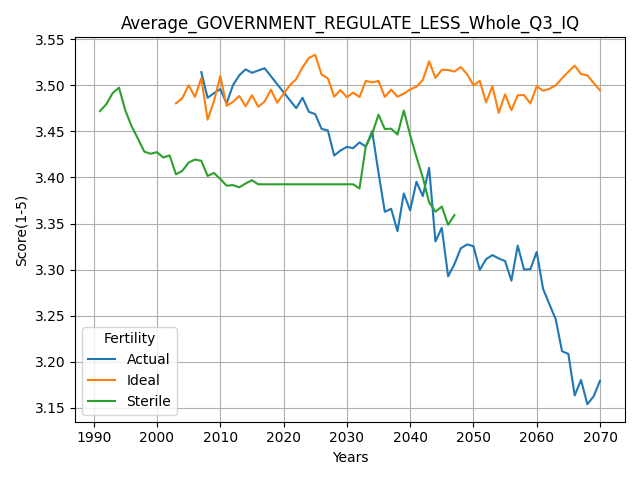 Average_GOVERNMENT_REGULATE_LESS_Whole_Q3_IQ
Score(1-5)
3.55
3.50
3.45
3.40
3.35
3.30
3.25
3.20
3.15
Fertility
Actual
Ideal
Sterile
1990 2000 2010 2020 2030 2040 2050 2060 2070
Years